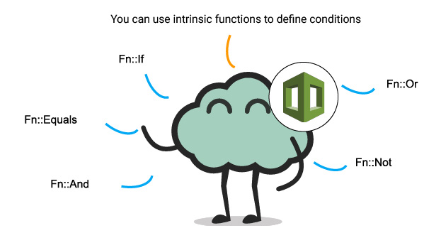 You can use intrinsic functions to define conditions
Fn::If
Fn::Or
Fn::Equals
Fn::Not
Fn::And